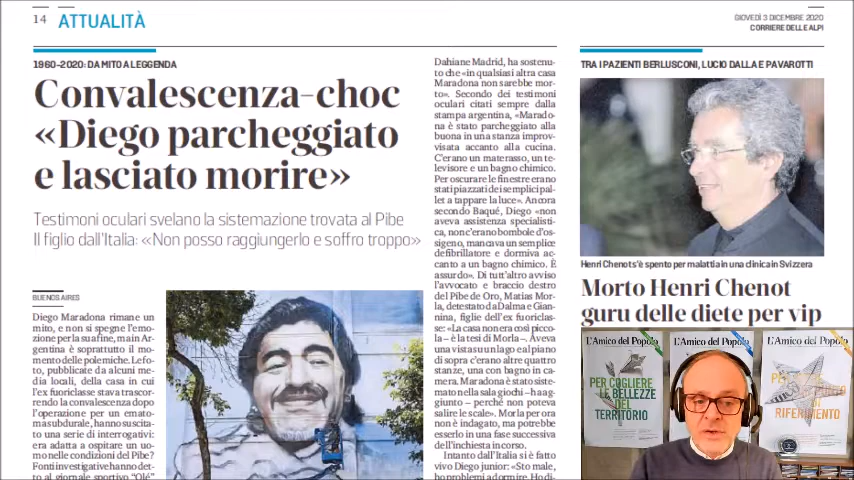 14 ATTUALITÀ
GIOVEDÌ 3 DICEMBRE 2020
CORRIERE DELLE ALPI
1960-2020: DA MITO A LEGGENDA
Convalescenza-choc
«Diego parcheggiato
e lasciato morire»
Testimoni oculari svelano la sistemazione trovata al Pibe
Il figlio dall'Italia: «Non posso raggiungerlo e soffro troppo»
BUENOS AIRES
Diego Maradona rimane un
mito, e non si spegne l'emo-
zione per la sua fine, ma in Ar-
gentina è soprattutto il mo-
mento delle polemiche. Le fo-
to, pubblicate da alcuni me-
dia locali, della casa in cui
l'ex fuoriclasse stava trascor-
rendo la convalescenza dopo
l'operazione per un emato-
ma subdurale, hanno suscita-
to una serie di interrogativi:
era adatta a ospitare un uo-
mo nelle condizioni del Pibe?
Fonti investigative hanno det-
to al giornale sportivo "Olé"
Dahiane Madrid, ha sostenu-
to che «in qualsiasi altra casa
Maradona non sarebbe mor-
to». Secondo dei testimoni
oculari citati sempre dalla
stampa argentina, «Marado-
na è stato parcheggiato alla
buona in una stanza improv-
visata accanto alla cucina.
C'erano un materasso, un te-
levisore e un bagno chimico.
Per oscurare le finestre erano
stati piazzati dei semplici pal-
let a tappare la luce». Ancora
secondo Baqué, Diego «non
aveva assistenza specialisti-
ca, non c'erano bombole d'os-
sigeno, mancava un semplice
defibrillatore e dormiva ac-
canto a un bagno chimico. È
assurdo». Di tutt'altro avviso
l'avvocato e braccio destro
del Pibe de Oro, Matias Mor-
la, detestato da Dalma e Gian-
nina, figlie dell'ex fuoriclas-
se: «La casa non era così picco-
la – è la tesi di Morla–. Aveva
una vista su un lago e al piano
di sopra c'erano altre quattro
stanze, una con bagno in ca-
mera. Maradona è stato siste-
mato nella sala giochi – ha ag-
giunto – perché non poteva
salire le scale». Morla per ora
non è indagato, ma potrebbe
esserlo in una fase successiva
dell'inchiesta in corso.
Intanto dall'Italia si è fatto
vivo Diego junior: «Sto male,
ho problemi a dormire. Ho di-
TRA I PAZIENTI BERLUSCONI, LUCIO DALLA E PAVAROTTI
Henri Chenot s'è spento per malattia in una clinica in Svizzera
Morto Henri Chenot
guru delle diete per vip
L'Amico del Popolo
PER COGLIERE
LE BELLEZZE
DEL
TERRITORIO
L'Amico del Popolo
L'Amico del Popolo
DI RIFERIMENTO